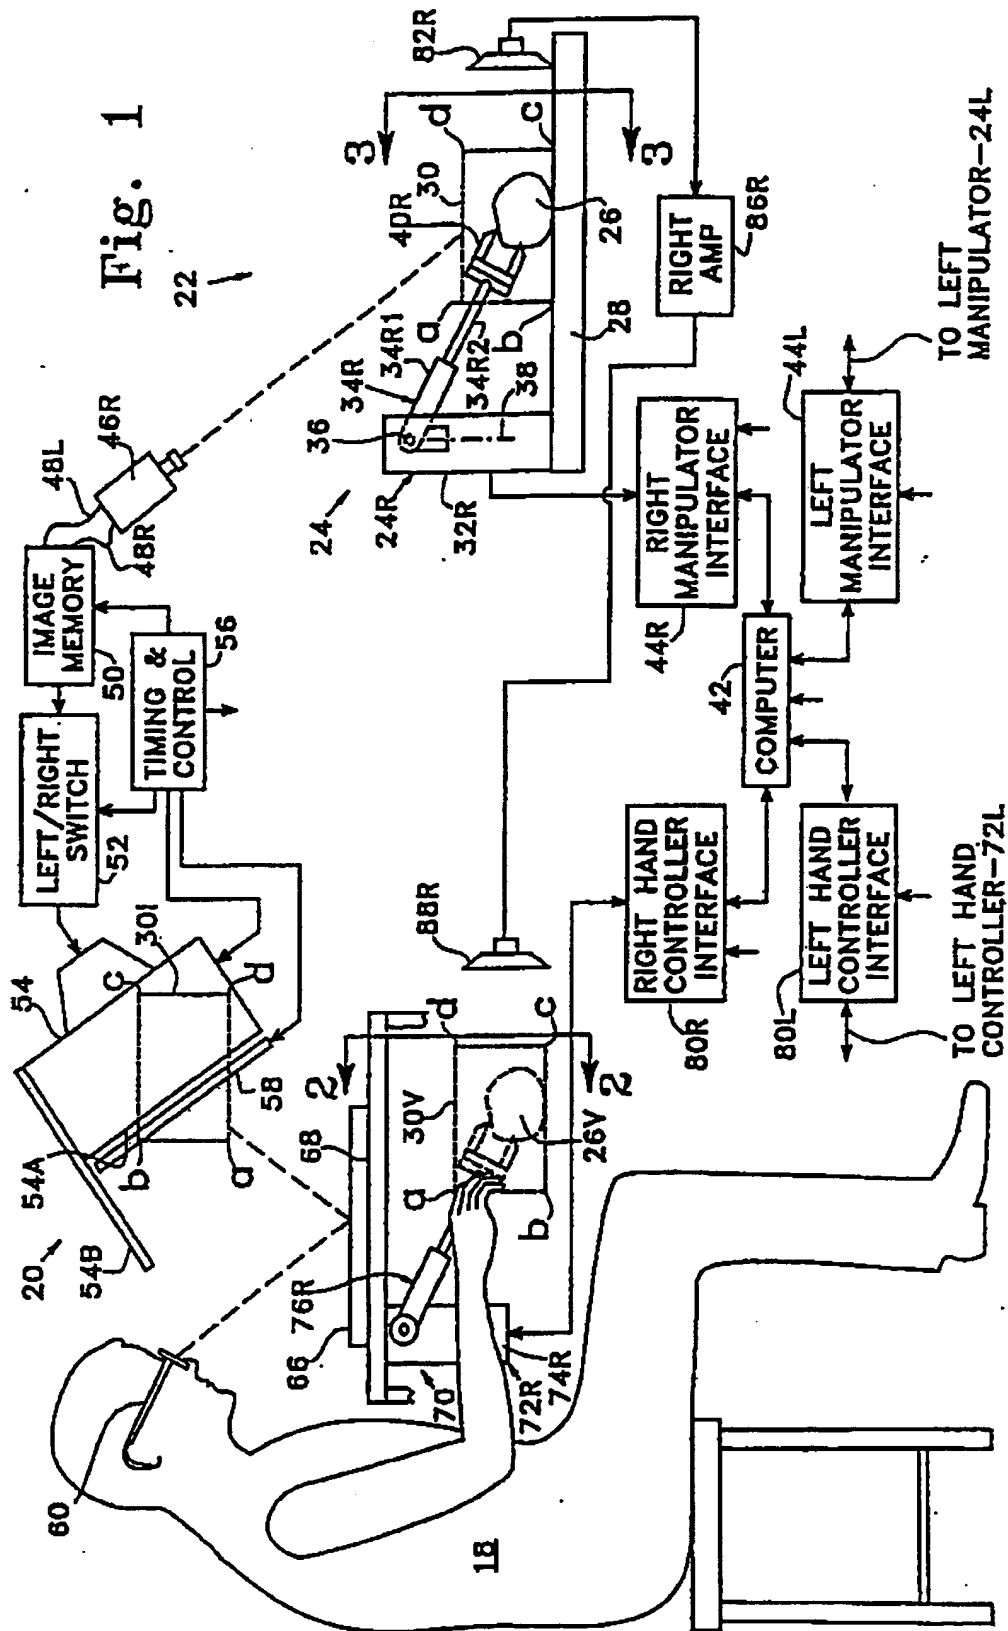 Fig. 1
22
20
54B
54A
54
b
a
c
d
30I
58
LEFT/RIGHT
SWITCH
52
IMAGE
MEMORY
50
TIMING &
CONTROL
56
48L
48R
46R
60
18
66
68
70
76R
72R
74R
2
2
30V
a
b
c
d
26V
88R
24
24R
32R
36
38
34R
34R1
34R2
40R
30
a
b
c
d
26
28
3
3
82R
RIGHT
AMP
86R
RIGHT
MANIPULATOR
INTERFACE
44R
LEFT
MANIPULATOR
INTERFACE
44L
TO LEFT
MANIPULATOR-24L
42
COMPUTER
RIGHT HAND
CONTROLLER
INTERFACE
80R
LEFT HAND
CONTROLLER
INTERFACE
80L
TO LEFT HAND
CONTROLLER-72L